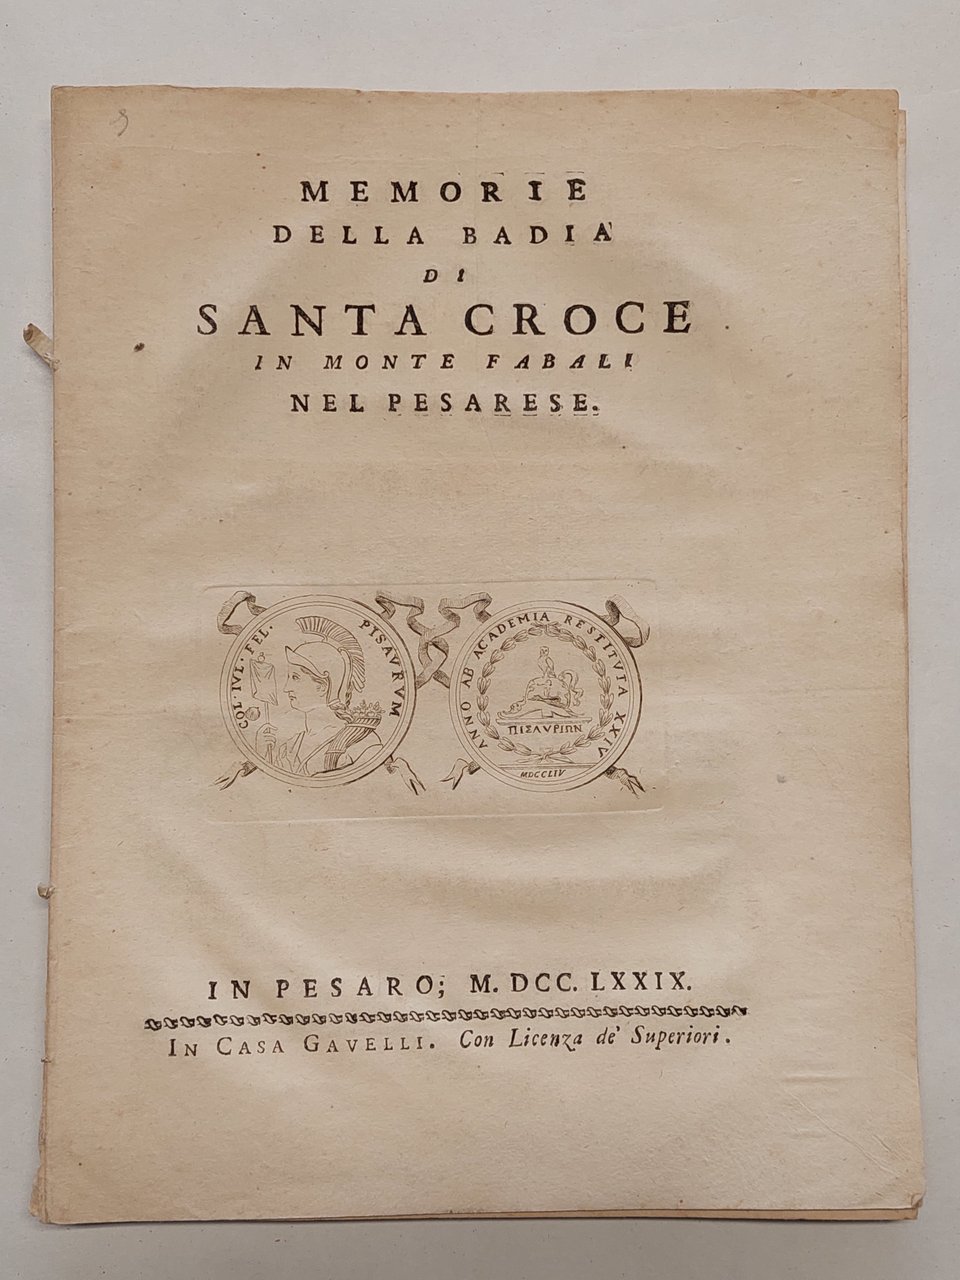 9
MEMORIE
DELLA BADIA'
DI
SANTA CROCE
IN MONTE FABALI
NEL PESARESE.
COL·IVL·FEL· PISAVRVM
ANNO AB ACADEMIA RESTITVTA XXIV
ΠΙΣΑΥΡΙΩΝ
MDCCLIV
IN PESARO; M. DCC. LXXIX.
IN CASA GAVELLI. Con Licenza de' Superiori.